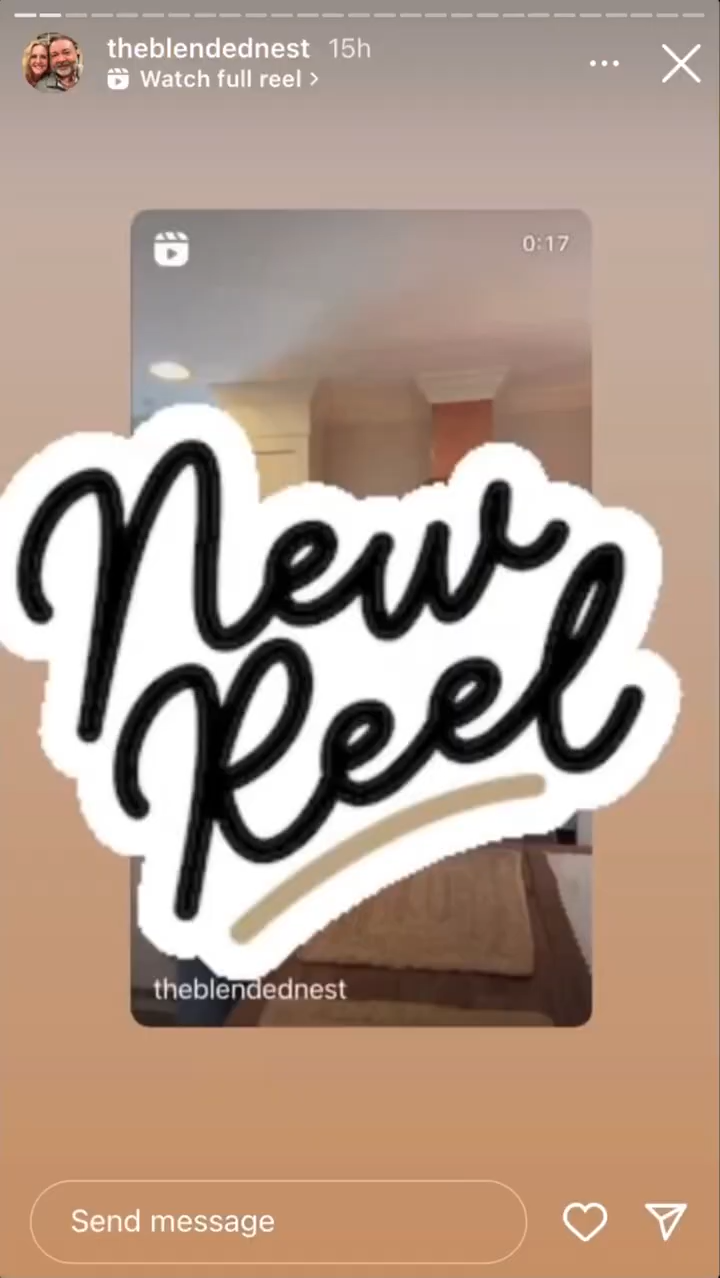 theblendednest 15h
Watch full reel >
0:17
New
Reel
theblendednest
Send message